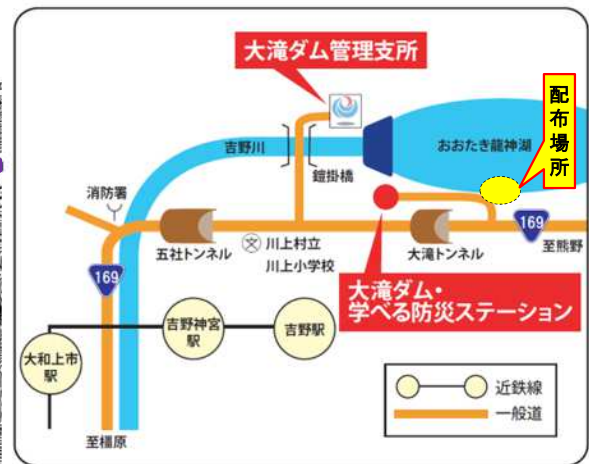 大滝ダム管理支所
配布場所
おおたき龍神湖
吉野川
鎧掛橋
消防署
五社トンネル
文 川上村立
川上小学校
大滝トンネル
169
至熊野
169
大滝ダム・
学べる防災ステーション
吉野神宮
駅
吉野駅
大和上市
駅
近鉄線
一般道
至橿原